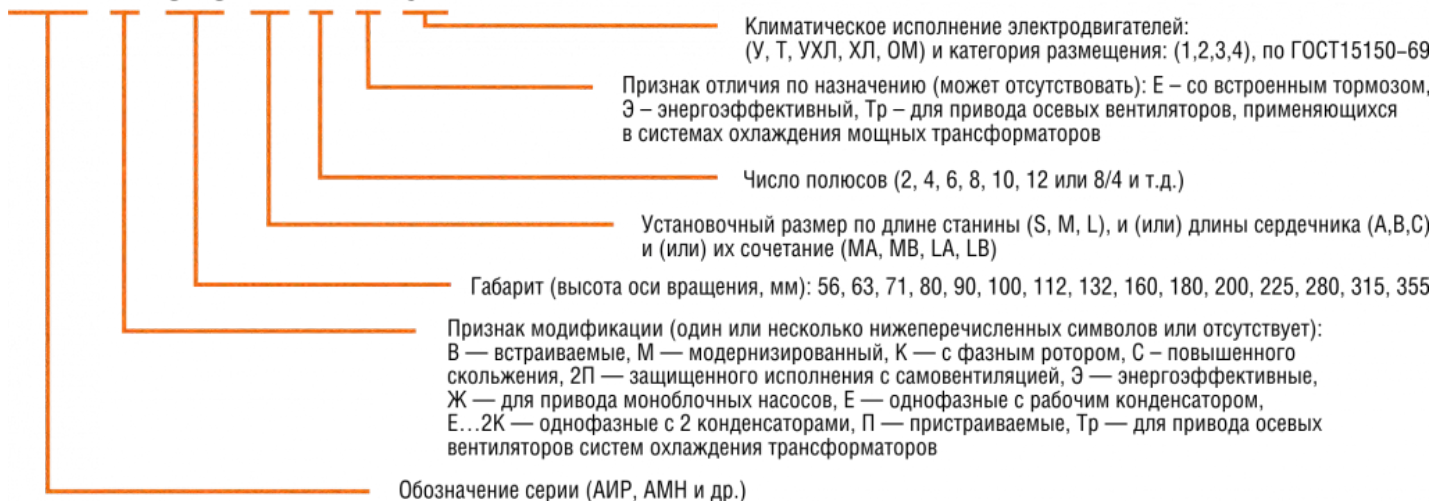 Климатическое исполнение электродвигателей:
(У, Т, УХЛ, ХЛ, ОМ) и категория размещения: (1,2,3,4), по ГОСТ15150–69
Признак отличия по назначению (может отсутствовать): Е – со встроенным тормозом,
Э – энергоэффективный, Тр – для привода осевых вентиляторов, применяющихся
в системах охлаждения мощных трансформаторов
Число полюсов (2, 4, 6, 8, 10, 12 или 8/4 и т.д.)
Установочный размер по длине станины (S, M, L), и (или) длины сердечника (A,B,C)
и (или) их сочетание (MA, MB, LA, LB)
Габарит (высота оси вращения, мм): 56, 63, 71, 80, 90, 100, 112, 132, 160, 180, 200, 225, 280, 315, 355
Признак модификации (один или несколько нижеперечисленных символов или отсутствует):
В — встраиваемые, М — модернизированный, К — с фазным ротором, С – повышенного
скольжения, 2П — защищенного исполнения с самовентиляцией, Э — энергоэффективные,
Ж — для привода моноблочных насосов, Е — однофазные с рабочим конденсатором,
Е...2К — однофазные с 2 конденсаторами, П — пристраиваемые, Тр — для привода осевых
вентиляторов систем охлаждения трансформаторов
Обозначение серии (АИР, АМН и др.)